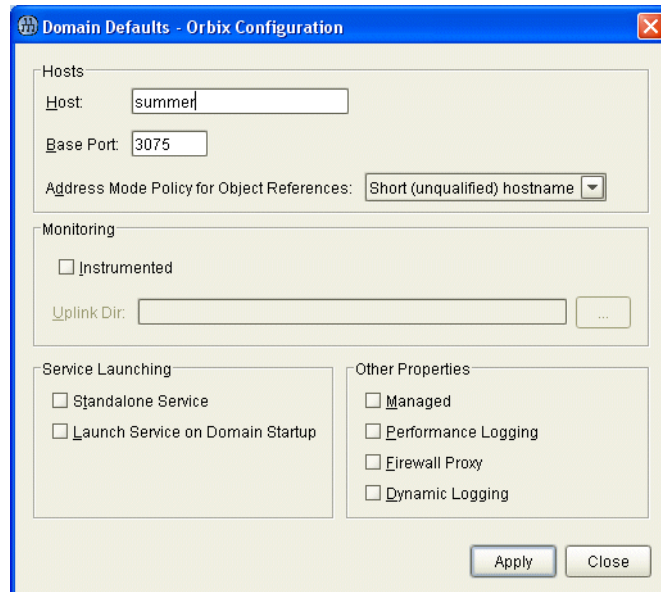 Domain Defaults - Orbix Configuration
Hosts
Host: summer
Base Port: 3075
Address Mode Policy for Object References: Short (unqualified) hostname
Monitoring
Instrumented
Uplink Dir: ...
Service Launching
Standalone Service
Launch Service on Domain Startup
Other Properties
Managed
Performance Logging
Firewall Proxy
Dynamic Logging
Apply Close